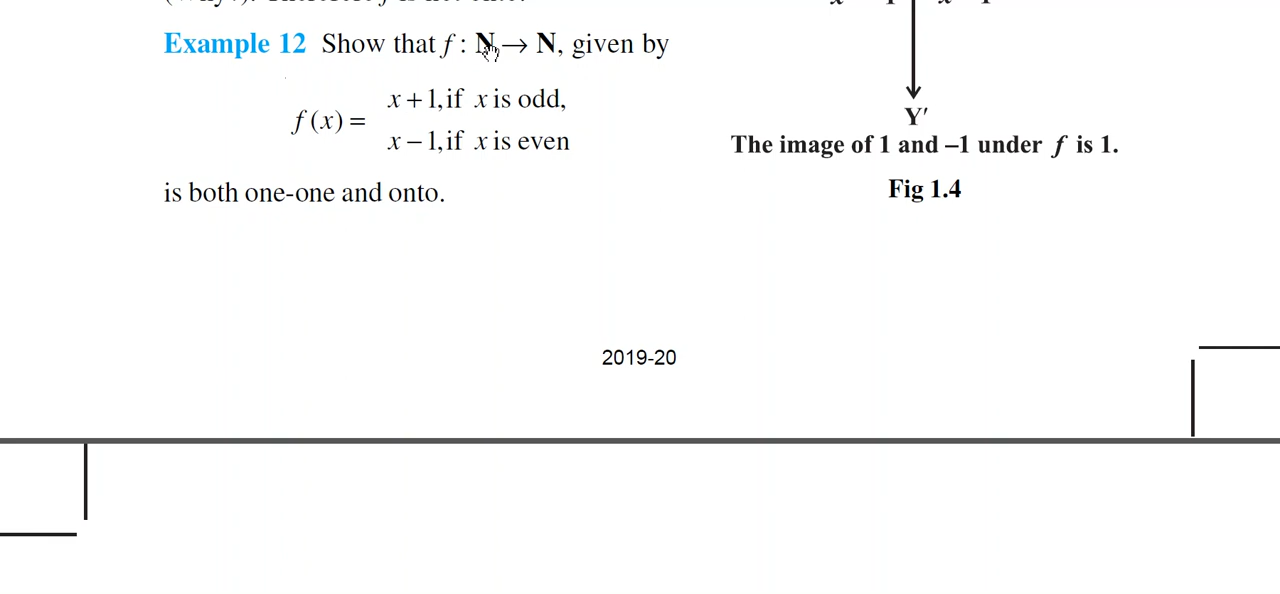 Example 12 Show that f : N → N, given by
f (x) =
x + 1, if x is odd,
x − 1, if x is even
is both one-one and onto.
Y′
The image of 1 and –1 under f is 1.
Fig 1.4
2019-20